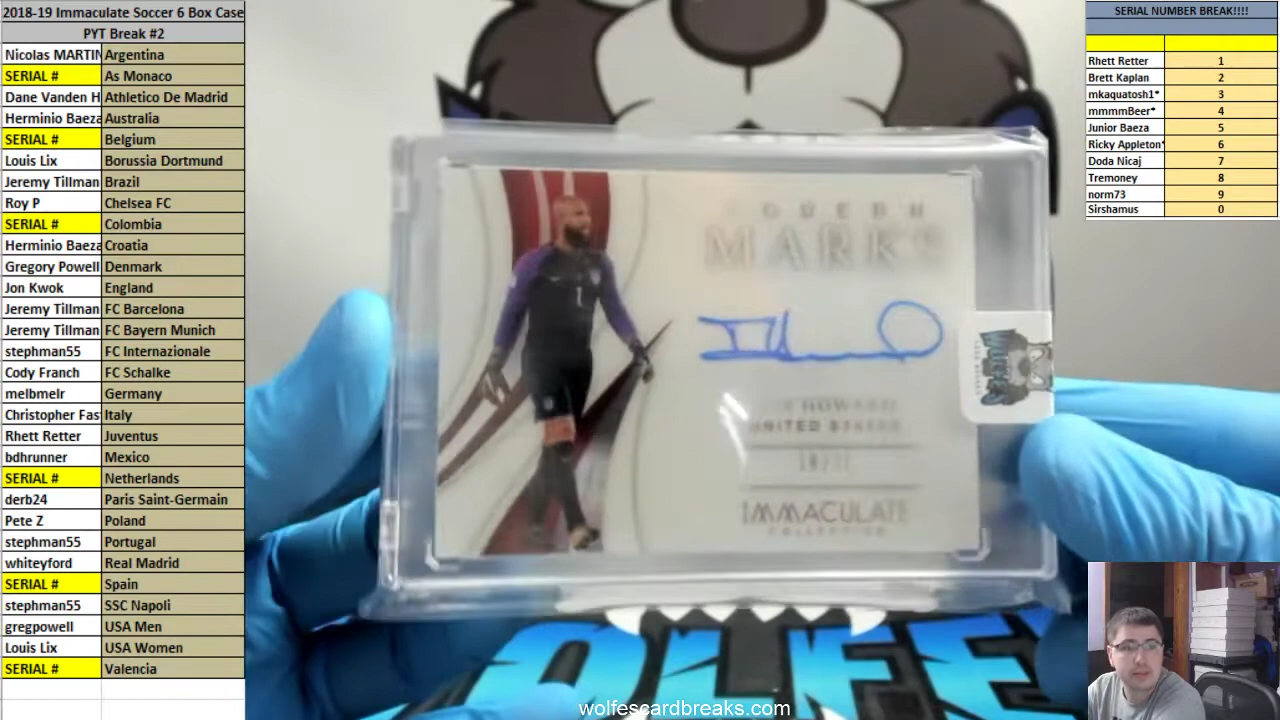 2018-19 Immaculate Soccer 6 Box Case
PYT Break #2
Nicolas MARTIN Argentina
SERIAL # As Monaco
Dane Vanden H Athletico De Madrid
Herminio Baeza Australia
SERIAL # Belgium
Louis Lix Borussia Dortmund
Jeremy Tillman Brazil
Roy P Chelsea FC
SERIAL # Colombia
Herminio Baeza Croatia
Gregory Powell Denmark
Jon Kwok England
Jeremy Tillman FC Barcelona
Jeremy Tillman FC Bayern Munich
stephman55 FC Internazionale
Cody Franch FC Schalke
melbmelr Germany
Christopher Fas Italy
Rhett Retter Juventus
bdhrunner Mexico
SERIAL # Netherlands
derb24 Paris Saint-Germain
Pete Z Poland
stephman55 Portugal
whiteyford Real Madrid
SERIAL # Spain
stephman55 SSC Napoli
gregpowell USA Men
Louis Lix USA Women
SERIAL # Valencia
MARKS
HOWARD
UNITED STATES
IMMACULATE
COLLECTION
wolfescardbreaks.com
SERIAL NUMBER BREAK!!!!
Rhett Retter 1
Brett Kaplan 2
mkaquatosh1* 3
mmmmBeer* 4
Junior Baeza 5
Ricky Appleton* 6
Doda Nicaj 7
Tremoney 8
norm73 9
Sirshamus 0